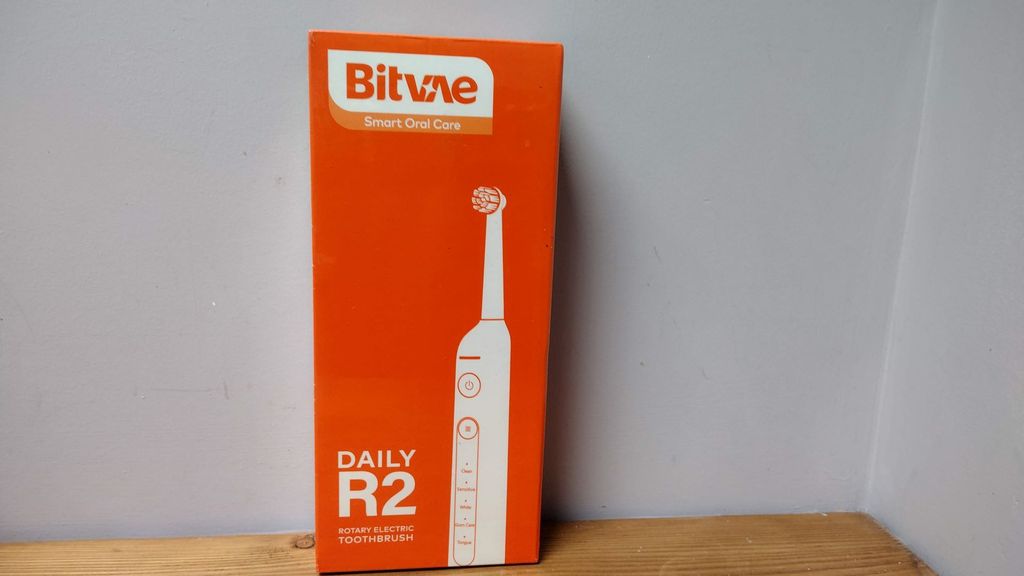 Bitvae
Smart Oral Care
Clean
Sensitive
White
Gum Care
Tongue
DAILY
R2
ROTARY ELECTRIC
TOOTHBRUSH